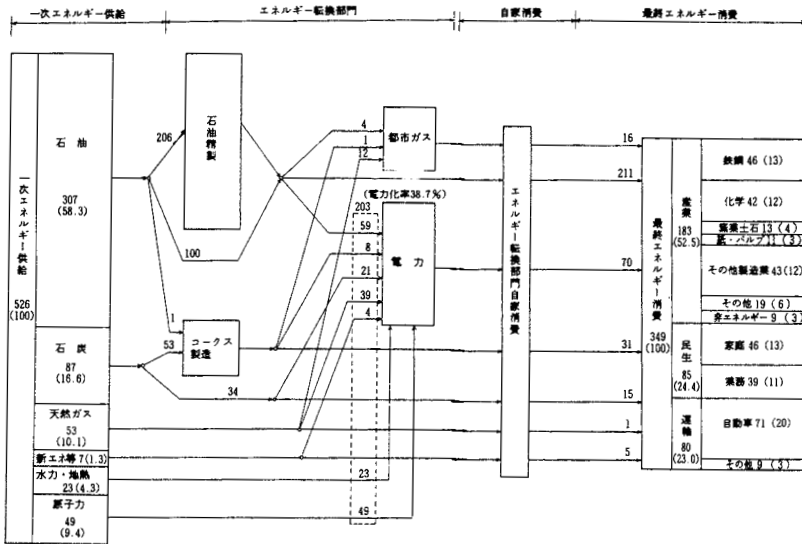 一次エネルギー供給
エネルギー転換部門
自家消費
最終エネルギー消費
一次エネルギー供給
526
(100)
石油
307
(58.3)
石炭
87
(16.6)
天然ガス
53
(10.1)
新エネ等 7(1.3)
水力・地熱
23(4.3)
原子力
49
(9.4)
206
100
1
53
34
石油精製
コークス
製造
4
1
12
都市ガス
(電力化率38.7%)
203
59
8
21
39
4
23
49
電力
エネルギー転換部門自家消費
16
211
70
31
15
1
5
最終エネルギー消費
349
(100)
産業
183
(52.5)
鉄鋼 46 (13)
化学 42 (12)
窯業土石 13 ( 4)
紙・パルプ 11 ( 3)
その他製造業 43(12)
その他 19 ( 6)
非エネルギー 9 ( 3)
民生
85
(24.4)
家庭 46 (13)
業務 39 (11)
運輸
80
(23.0)
自動車 71 (20)
その他 9 ( 3)